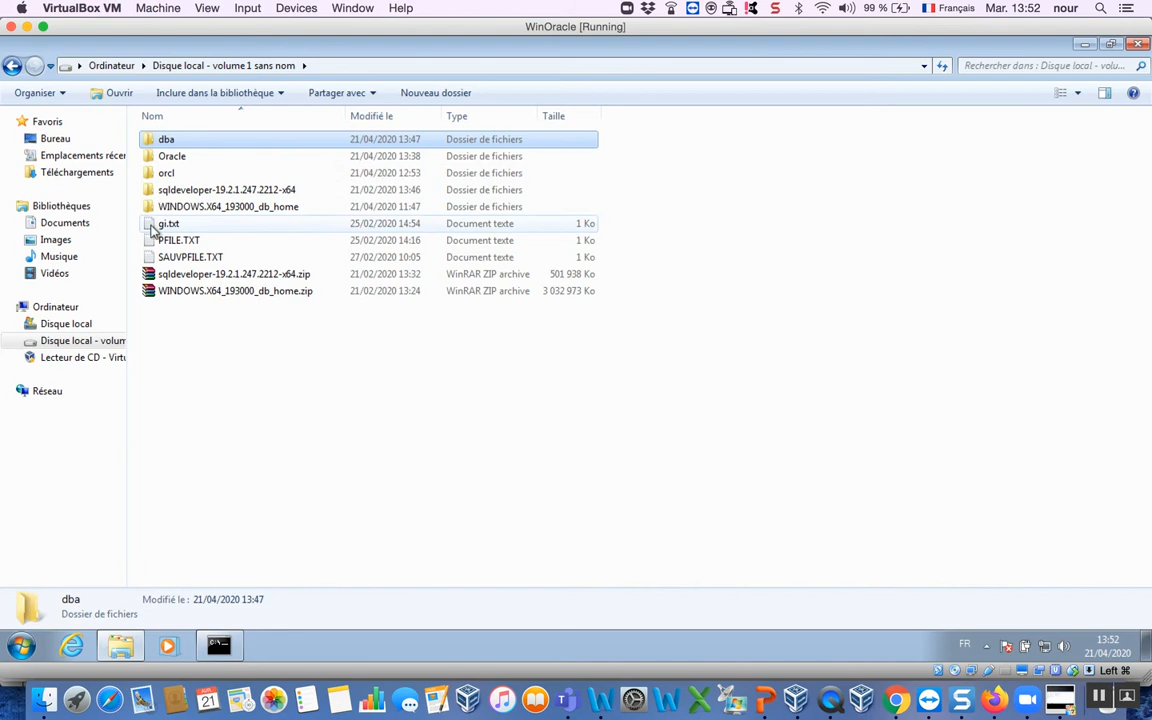 VirtualBox VM Machine View Input Devices Window Help 99 % Français Mar. 13:52 nour
WinOracle [Running]
Ordinateur Disque local - volume 1 sans nom Rechercher dans : Disque local - volu...
Organiser Ouvrir Inclure dans la bibliothèque Partager avec Nouveau dossier
Nom Modifié le Type Taille
Favoris
Bureau
Emplacements récer
Téléchargements
Bibliothèques
Documents
Images
Musique
Vidéos
Ordinateur
Disque local
Disque local - volum
Lecteur de CD - Virtu
Réseau
dba 21/04/2020 13:47 Dossier de fichiers
Oracle 21/04/2020 13:38 Dossier de fichiers
orcl 21/04/2020 12:53 Dossier de fichiers
sqldeveloper-19.2.1.247.2212-x64 21/02/2020 13:46 Dossier de fichiers
WINDOWS.X64_193000_db_home 21/04/2020 11:47 Dossier de fichiers
gi.txt 25/02/2020 14:54 Document texte 1 Ko
PFILE.TXT 25/02/2020 14:16 Document texte 1 Ko
SAUVPFILE.TXT 27/02/2020 10:05 Document texte 1 Ko
sqldeveloper-19.2.1.247.2212-x64.zip 21/02/2020 13:32 WinRAR ZIP archive 501 938 Ko
WINDOWS.X64_193000_db_home.zip 21/02/2020 13:24 WinRAR ZIP archive 3 032 973 Ko
dba Modifié le : 21/04/2020 13:47
Dossier de fichiers
FR 13:52
21/04/2020
Left ⌘